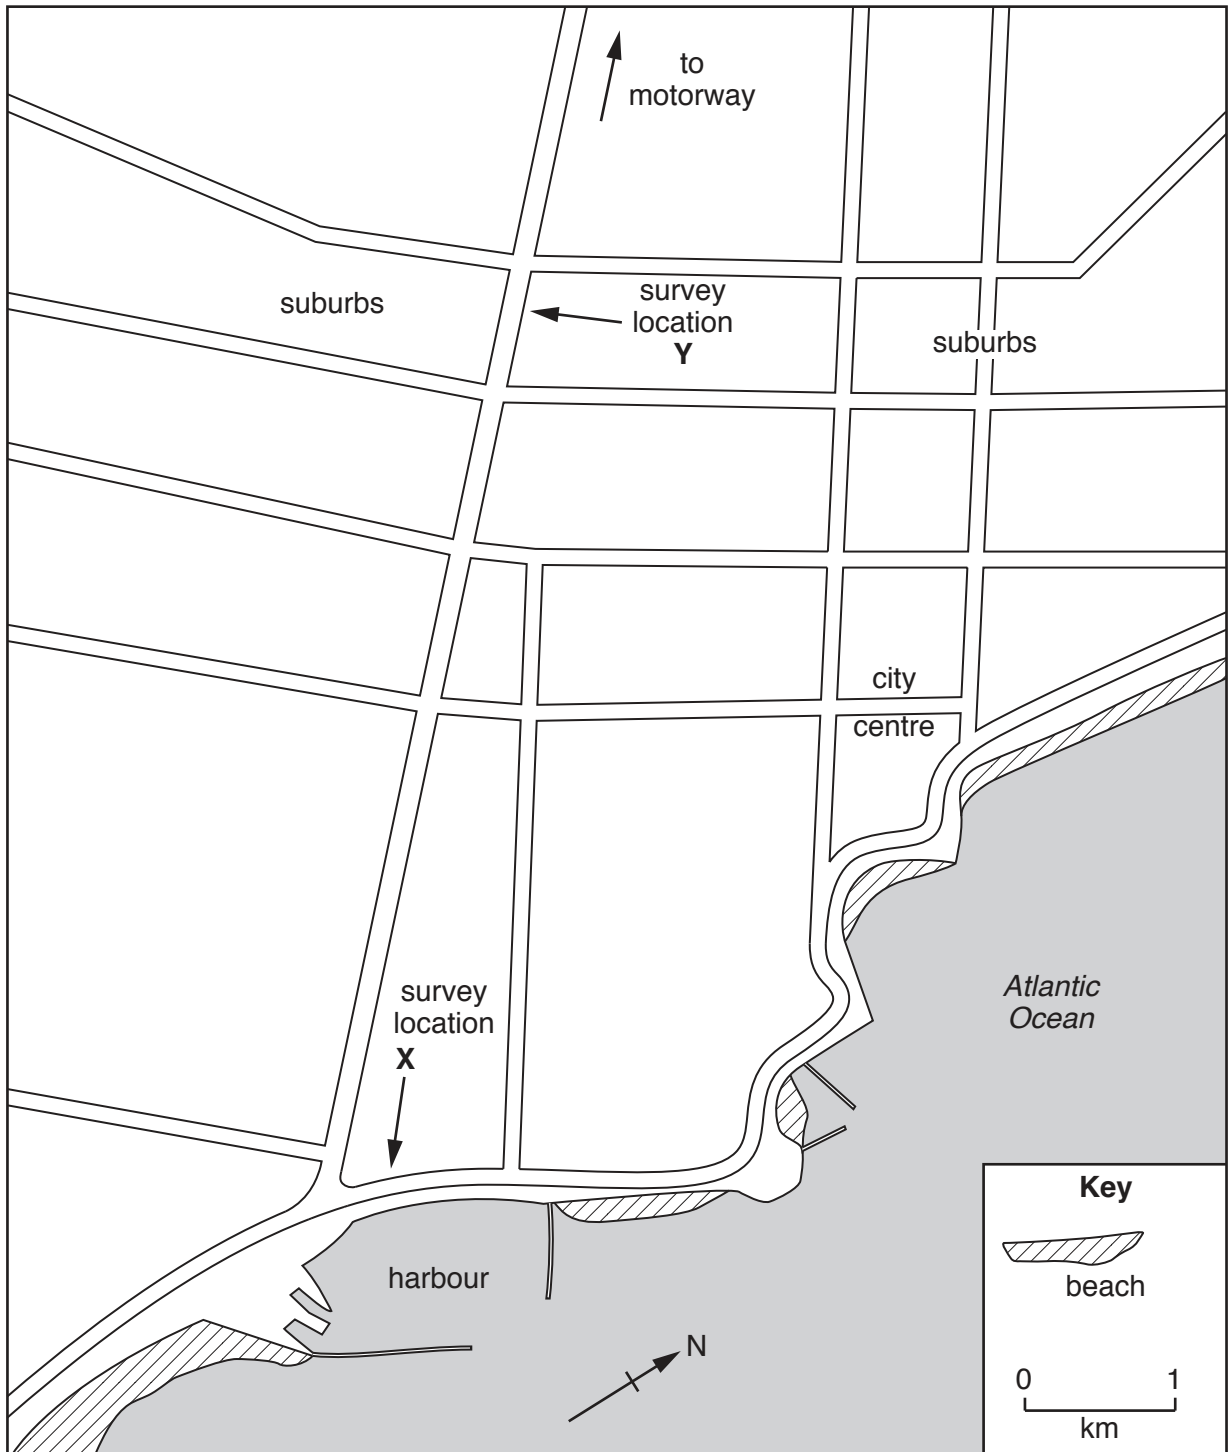 to
motorway
suburbs
survey
location
Y
suburbs
city
centre
survey
location
X
Atlantic
Ocean
harbour
N
Key
beach
0 1
km